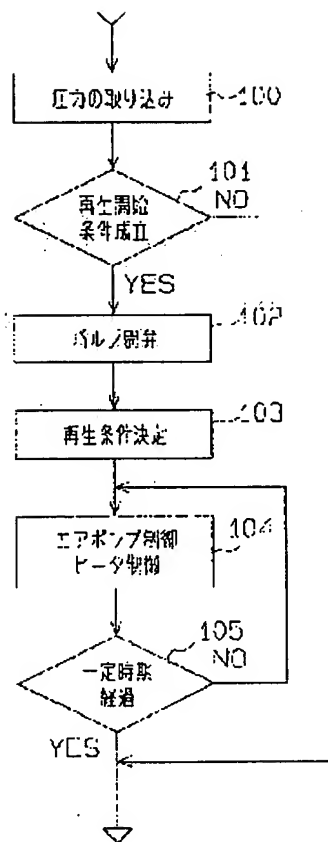 圧力の取り込み
100
再生開始
条件成立
101
NO
YES
バルブ開弁
102
再生条件決定
103
エアポンプ制御
ヒータ制御
104
一定時間
経過
105
NO
YES